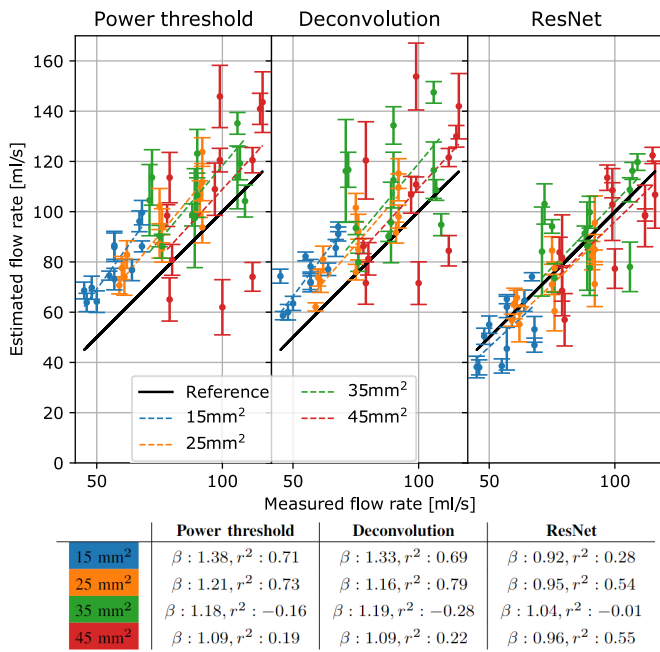 Power threshold Deconvolution ResNet
160
140
120
100
80
60
40
20
0
Estimated flow rate [ml/s]
Reference
15mm²
25mm²
35mm²
45mm²
50 100 50 100 50 100
Measured flow rate [ml/s]
Power threshold Deconvolution ResNet
15 mm² β : 1.38, r² : 0.71 β : 1.33, r² : 0.69 β : 0.92, r² : 0.28
25 mm² β : 1.21, r² : 0.73 β : 1.16, r² : 0.79 β : 0.95, r² : 0.54
35 mm² β : 1.18, r² : −0.16 β : 1.19, r² : −0.28 β : 1.04, r² : −0.01
45 mm² β : 1.09, r² : 0.19 β : 1.09, r² : 0.22 β : 0.96, r² : 0.55